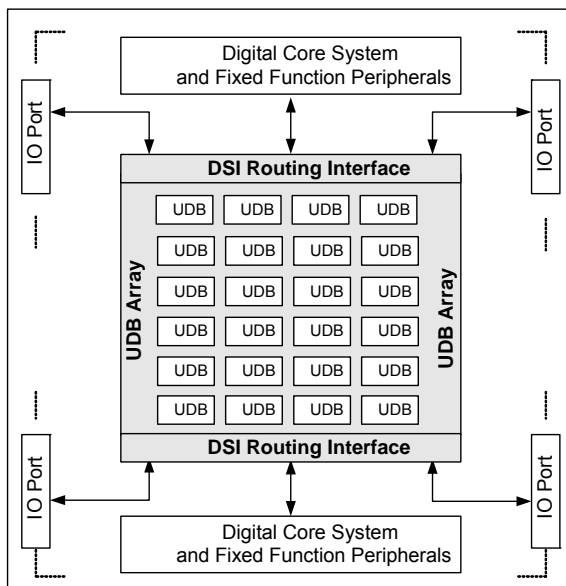 Digital Core System
and Fixed Function Peripherals
IO Port
IO Port
DSI Routing Interface
UDB UDB UDB UDB
UDB UDB UDB UDB
UDB Array
UDB Array
UDB UDB UDB UDB
UDB UDB UDB UDB
UDB UDB UDB UDB
UDB UDB UDB UDB
DSI Routing Interface
IO Port
IO Port
Digital Core System
and Fixed Function Peripherals